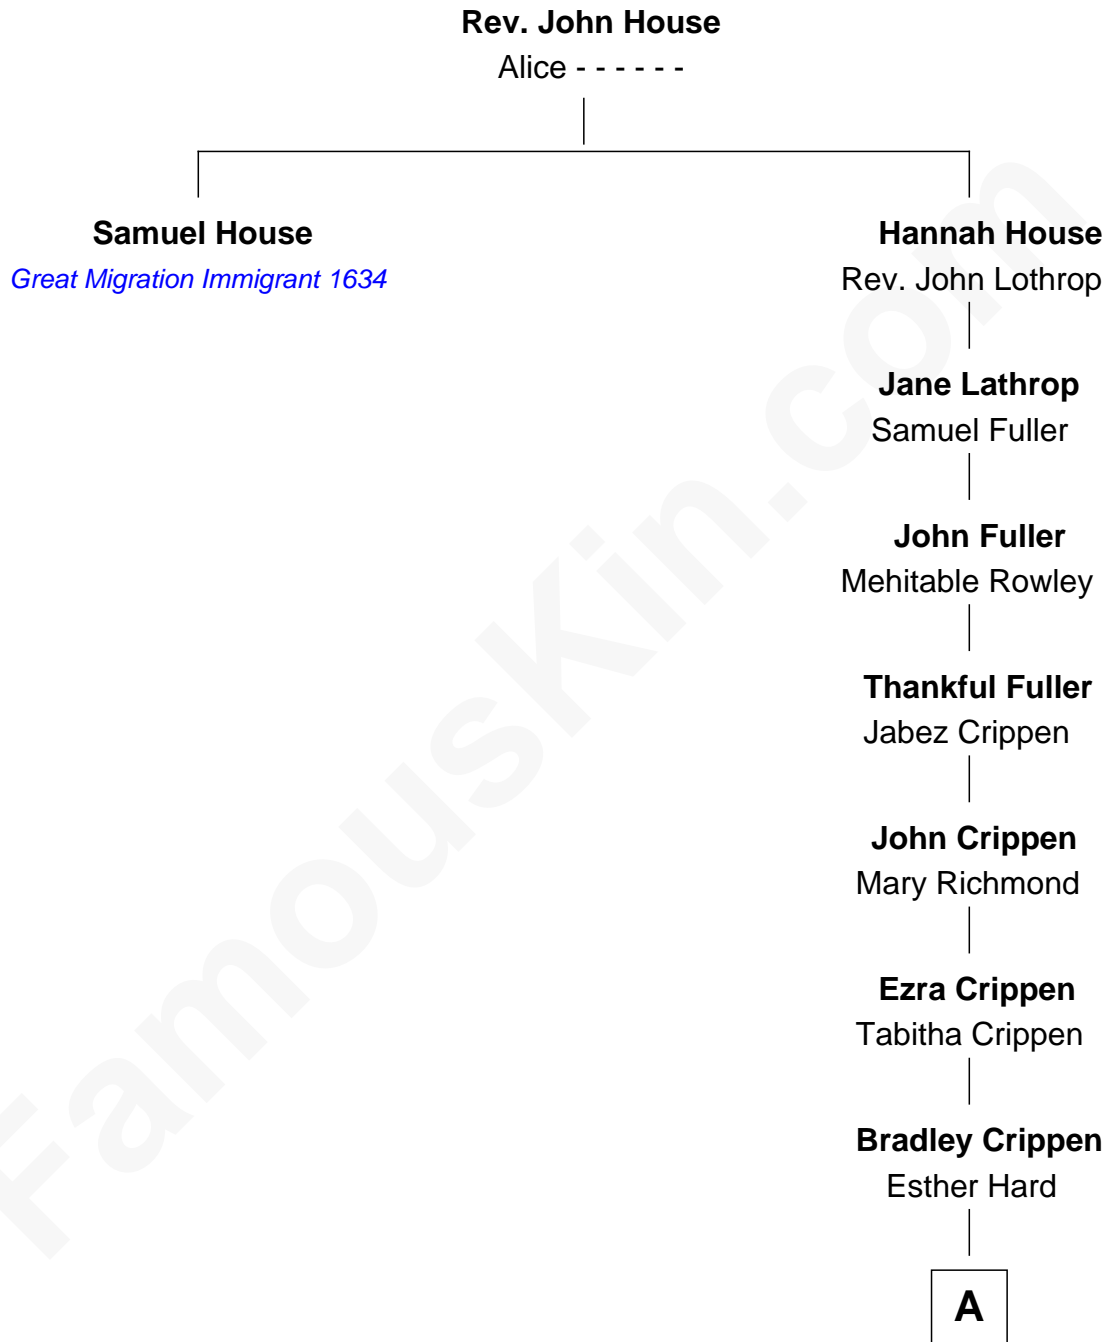 Rev. John House
Alice - - - - - -
Samuel House
Great Migration Immigrant 1634
Hannah House
Rev. John Lothrop
Jane Lathrop
Samuel Fuller
John Fuller
Mehitable Rowley
Thankful Fuller
Jabez Crippen
John Crippen
Mary Richmond
Ezra Crippen
Tabitha Crippen
Bradley Crippen
Esther Hard
A
FamousKin.com